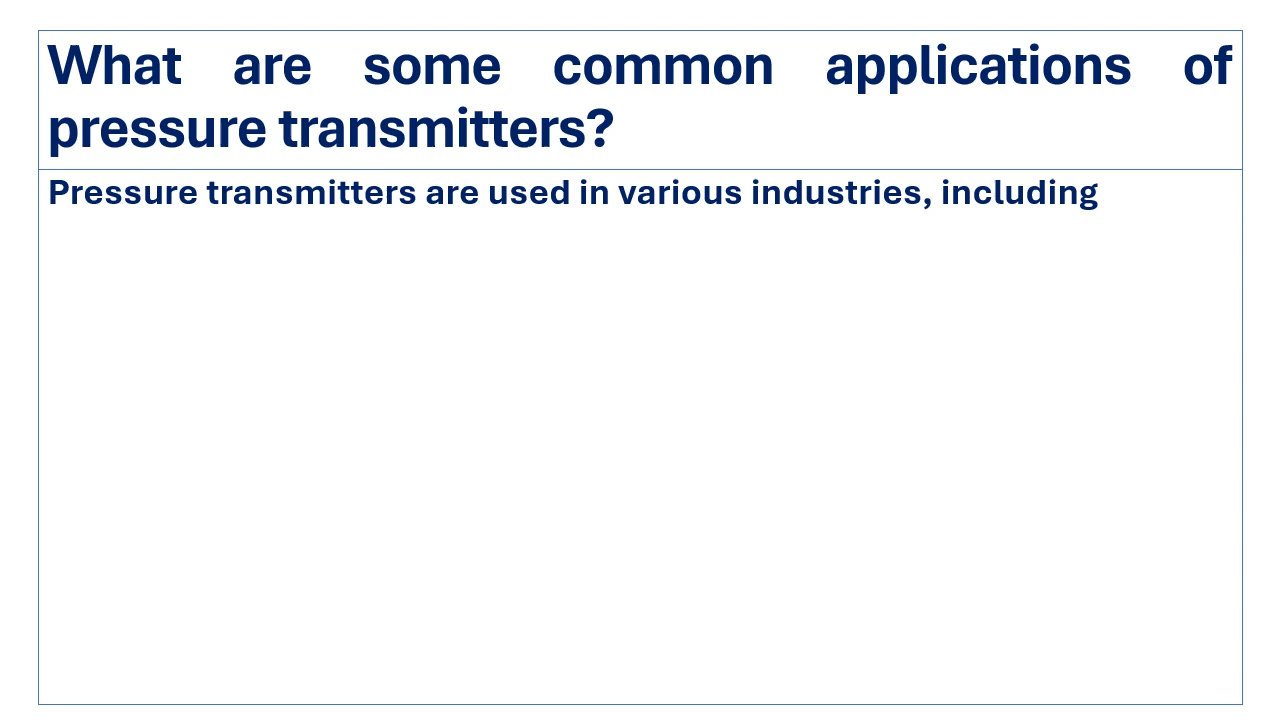 What are some common applications of
pressure transmitters?
Pressure transmitters are used in various industries, including